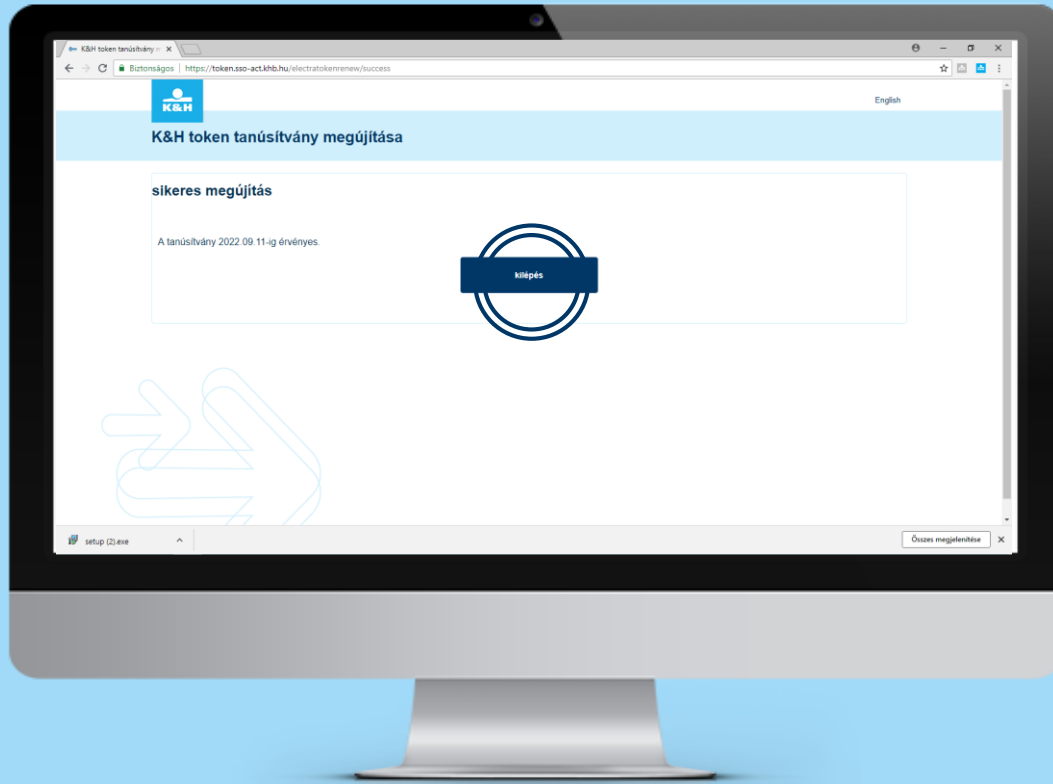 K&H token tanúsítvány m
Biztonságos | https://token.sso-act.khb.hu/electratokenrenew/success
K&H
English
K&H token tanúsítvány megújítása
sikeres megújítás
A tanúsítvány 2022.09.11-ig érvényes.
kilépés
setup (2).exe
Összes megjelenítése